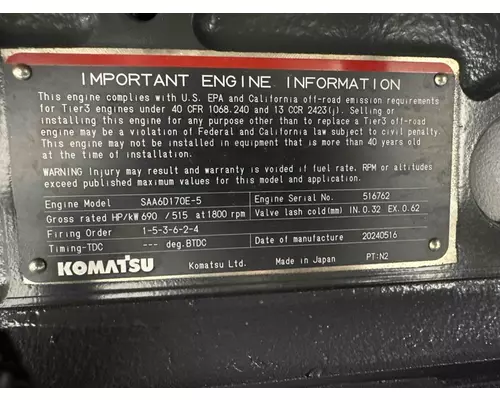 IMPORTANT ENGINE INFORMATION
This engine complies with U.S. EPA and California off-road emission requirements
for Tier3 engines under 40 CFR 1068.240 and 13 CCR 2423(j). Selling or
installing this engine for any purpose other than to replace a Tier3 off-road
engine may be a violation of Federal and California law subject to civil penalty.
This engine may not be installed in equipment that is more than 40 years old
at the time of installation.
WARNING Injury may result and warranty is voided if fuel rate, RPM or altitudes
exceed maximum values published for this model and application.
Engine Model SAA6D170E-5 Engine Serial No. 516762
Gross rated HP/kW 690 / 515 at 1800 rpm Valve lash cold(mm) IN.0.32 EX.0.62
Firing Order 1-5-3-6-2-4
Timing-TDC --- deg.BTDC Date of manufacture 20240516
KOMATSU Komatsu Ltd. Made in Japan PT:N2